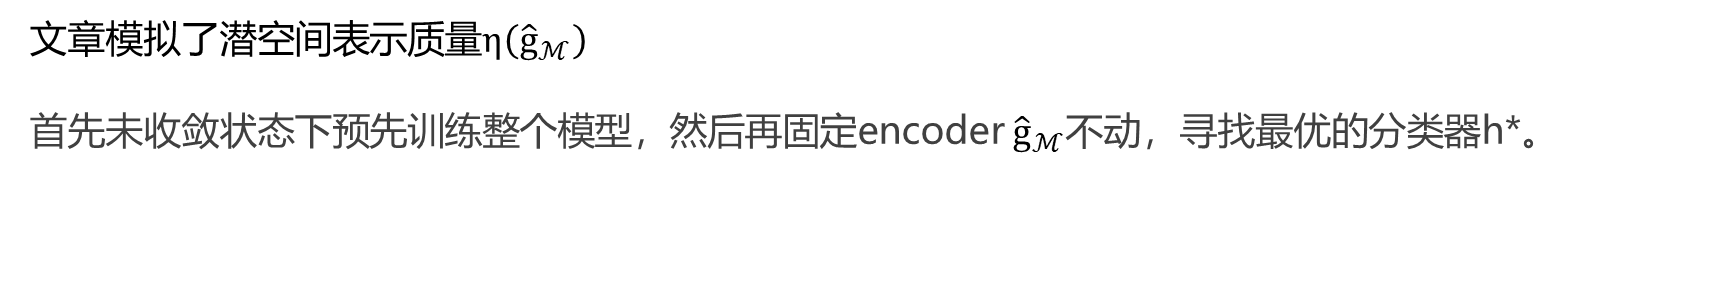 文章模拟了潜空间表示质量η(ĝ_ℳ)
首先未收敛状态下预先训练整个模型，然后再固定encoder ĝ_ℳ不动，寻找最优的分类器h*。